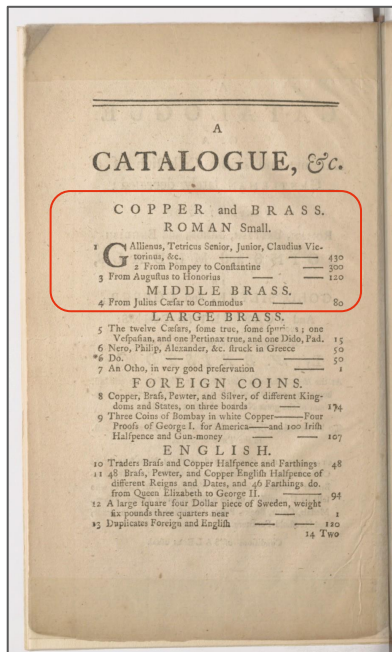 A
CATALOGUE, &c.
COPPER and BRASS.
ROMAN Small.
1 GAllienus, Tetricus Senior, Junior, Claudius Vic-
torinus, &c. —— 430
2 From Pompey to Conſtantine —— 300
3 From Auguſtus to Honorius —— —— 120
MIDDLE BRASS.
4 From Julius Cæſar to Commodus —— 80
LARGE BRASS.
5 The twelve Cæſars, ſome true, ſome ; one
Veſpaſian, and one Pertinax true, and one Dido, Pad. 15
6 Nero, Philip, Alexander, &c. ſtruck in Greece 50
*6 Do. —— —— —— 50
7 An Otho, in very good preſervation —— 1
FOREIGN COINS.
8 Copper, Braſs, Pewter, and Silver, of different King-
doms and States, on three boards —— 174
9 Three Coins of Bombay in white Copper——Four
Proofs of George I. for America——and 100 Iriſh
Halfpence and Gun-money —— —— 107
ENGLISH.
10 Traders Braſs and Copper Halfpence and Farthings 48
11 48 Braſs, Pewter, and Copper Engliſh Halfpence of
different Reigns and Dates, and 46 Farthings do.
from Queen Elizabeth to George II. —— 94
12 A large ſquare four Dollar piece of Sweden, weight
ſix pounds three quarters near —— 1
13 Duplicates Foreign and Engliſh —— —— 120
14 Two